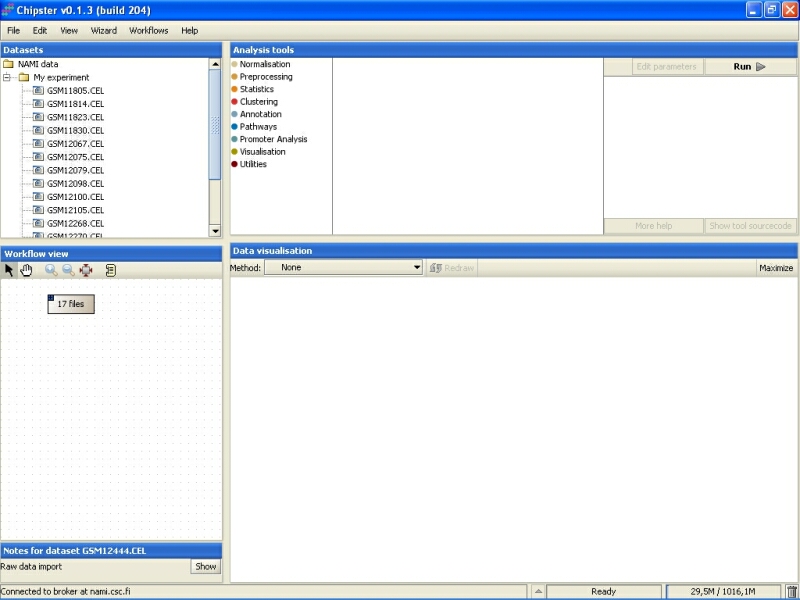 Chipster v0.1.3 (build 204)
File Edit View Wizard Workflows Help
Datasets
NAMI data
My experiment
GSM11805.CEL
GSM11814.CEL
GSM11823.CEL
GSM11830.CEL
GSM12067.CEL
GSM12075.CEL
GSM12079.CEL
GSM12098.CEL
GSM12100.CEL
GSM12105.CEL
GSM12268.CEL
GSM12270.CEL
Analysis tools
Normalisation
Preprocessing
Statistics
Clustering
Annotation
Pathways
Promoter Analysis
Visualisation
Utilities
Edit parameters Run
More help Show tool sourcecode
Workflow view
17 files
Data visualisation
Method: None Redraw Maximize
Notes for dataset GSM12444.CEL
Raw data import Show
Connected to broker at nami.csc.fi Ready 29,5M / 1016,1M